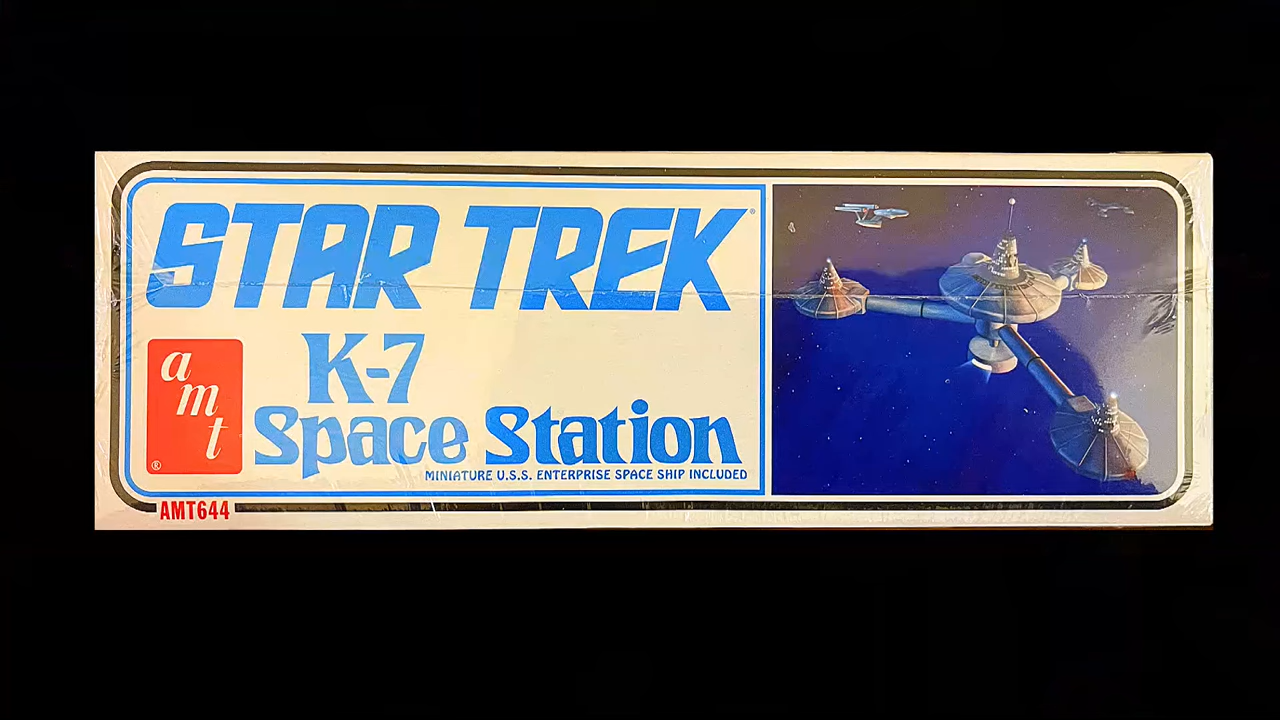 STAR TREK®
K-7
Space Station
MINIATURE U.S.S. ENTERPRISE SPACE SHIP INCLUDED
amt
®
AMT644